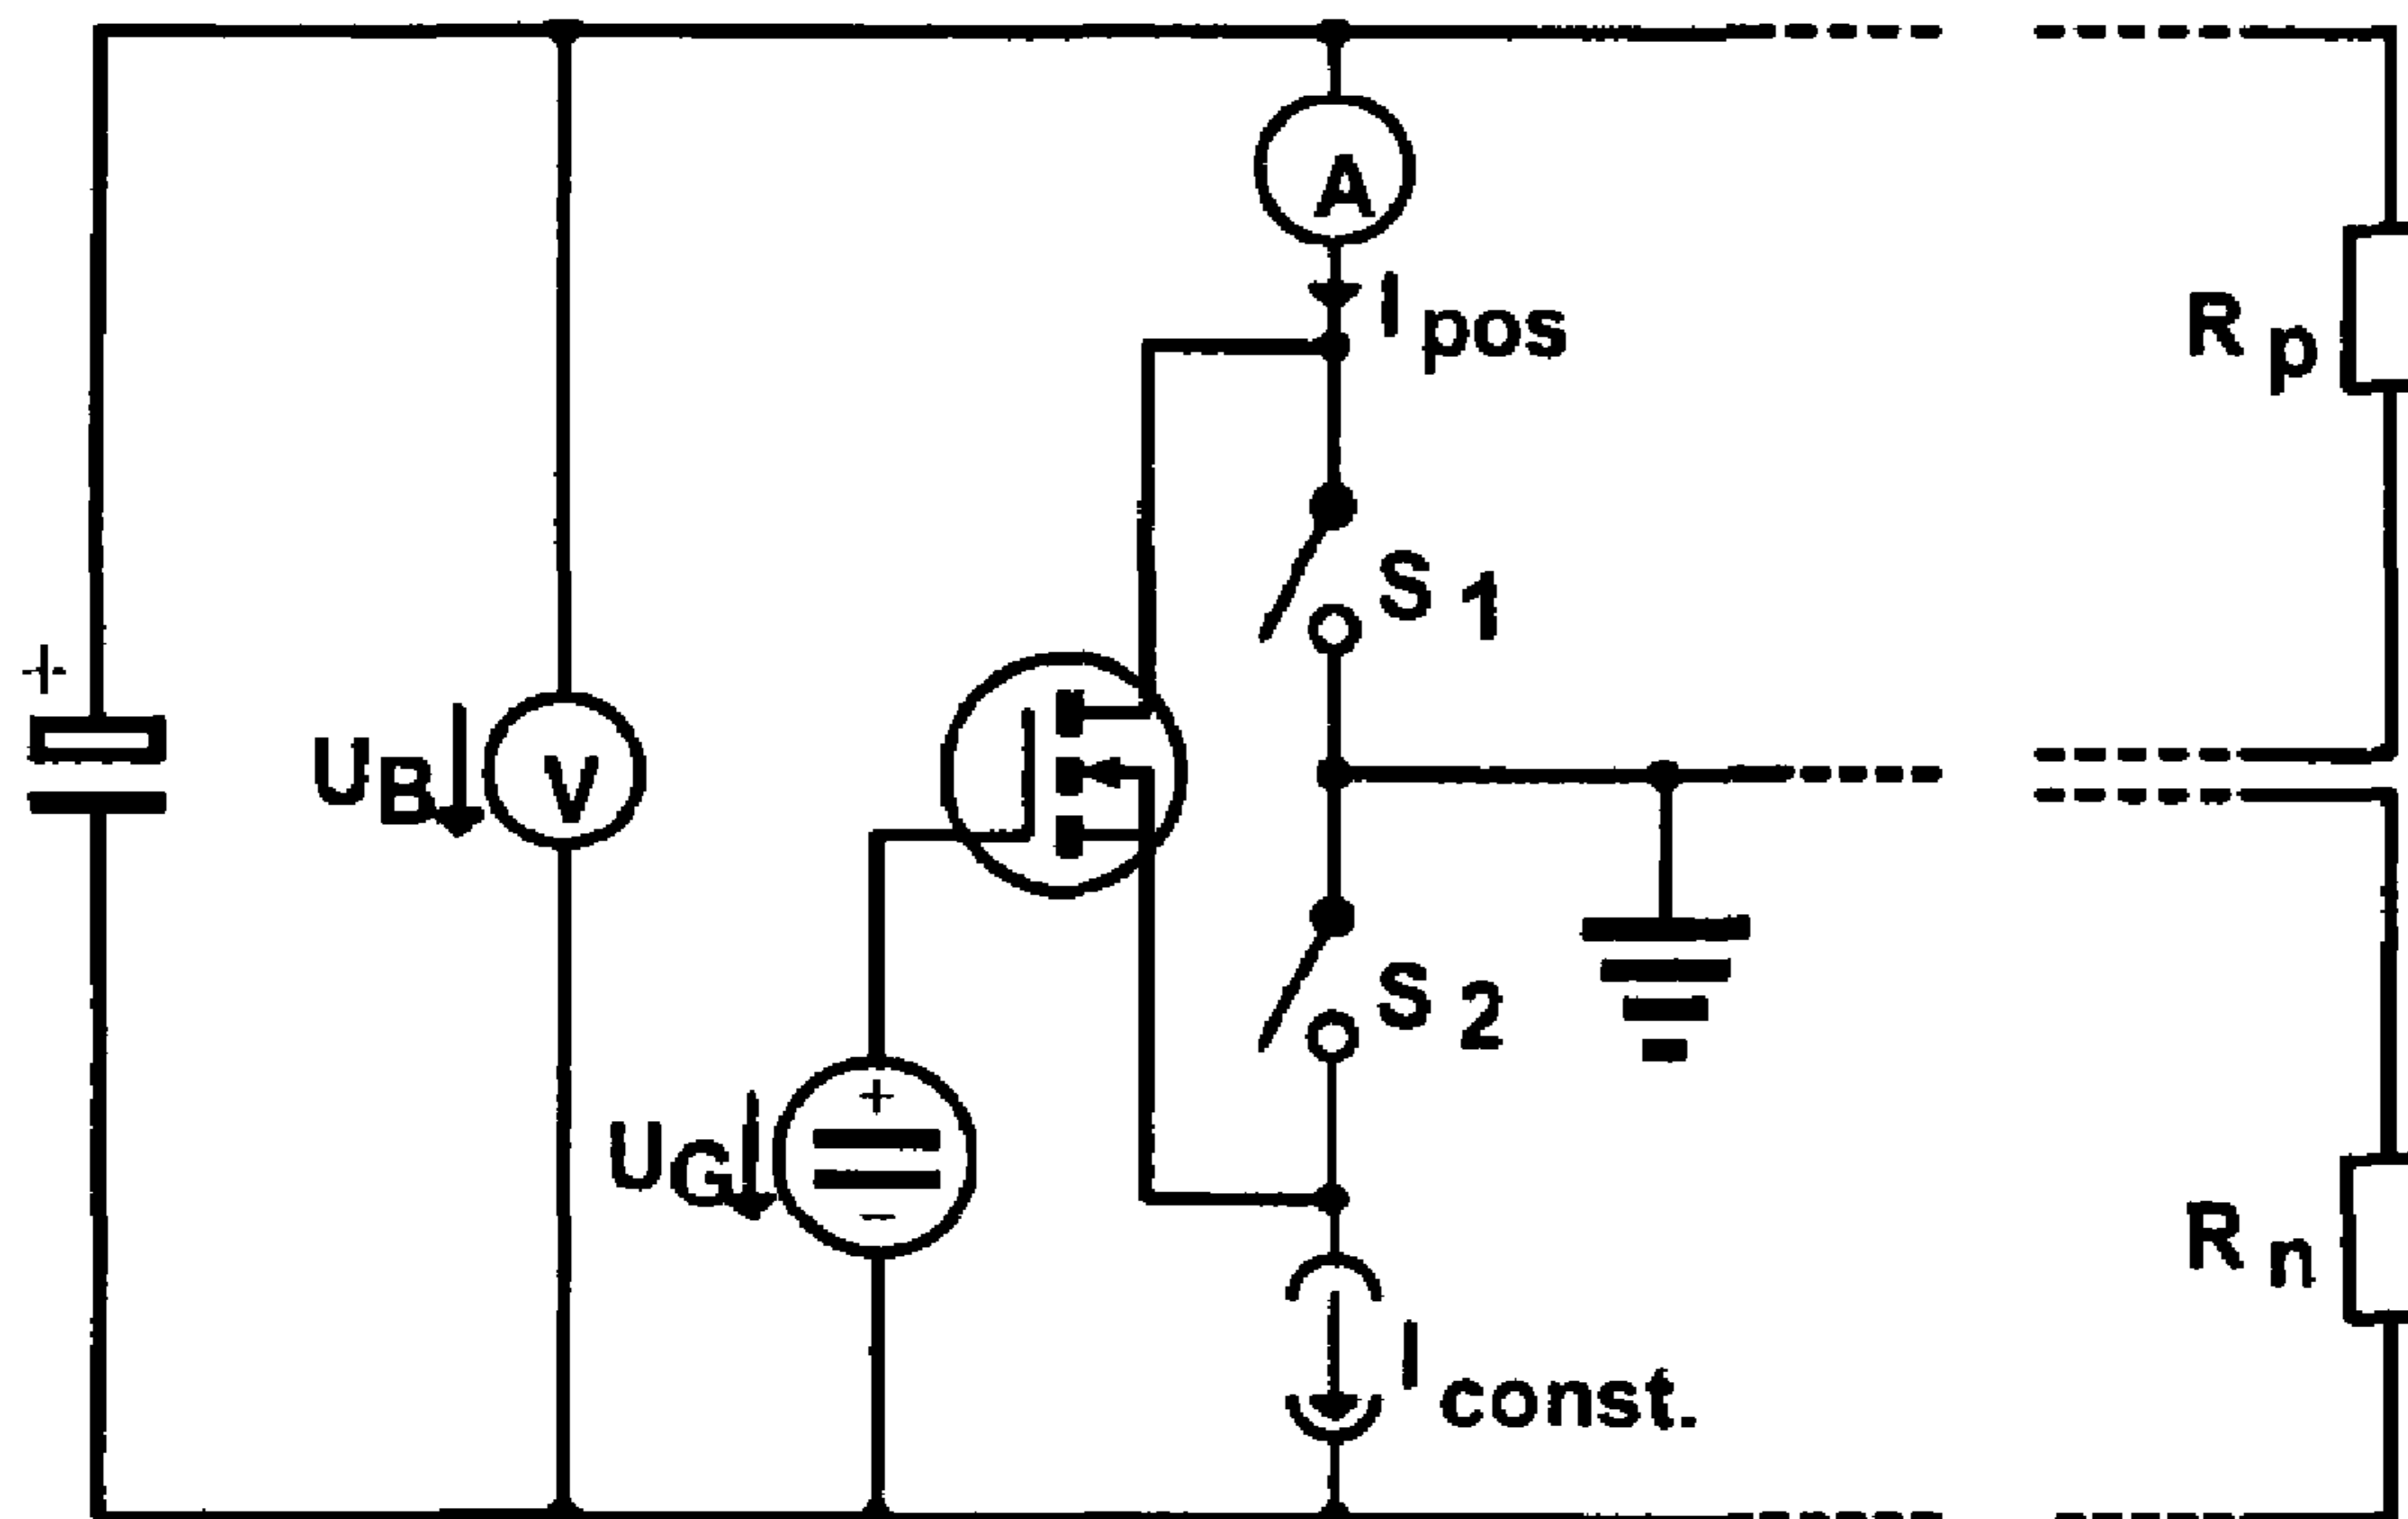 A
I pos
R p
S 1
+
U B
V
S 2
+
U G
−
R n
I const.